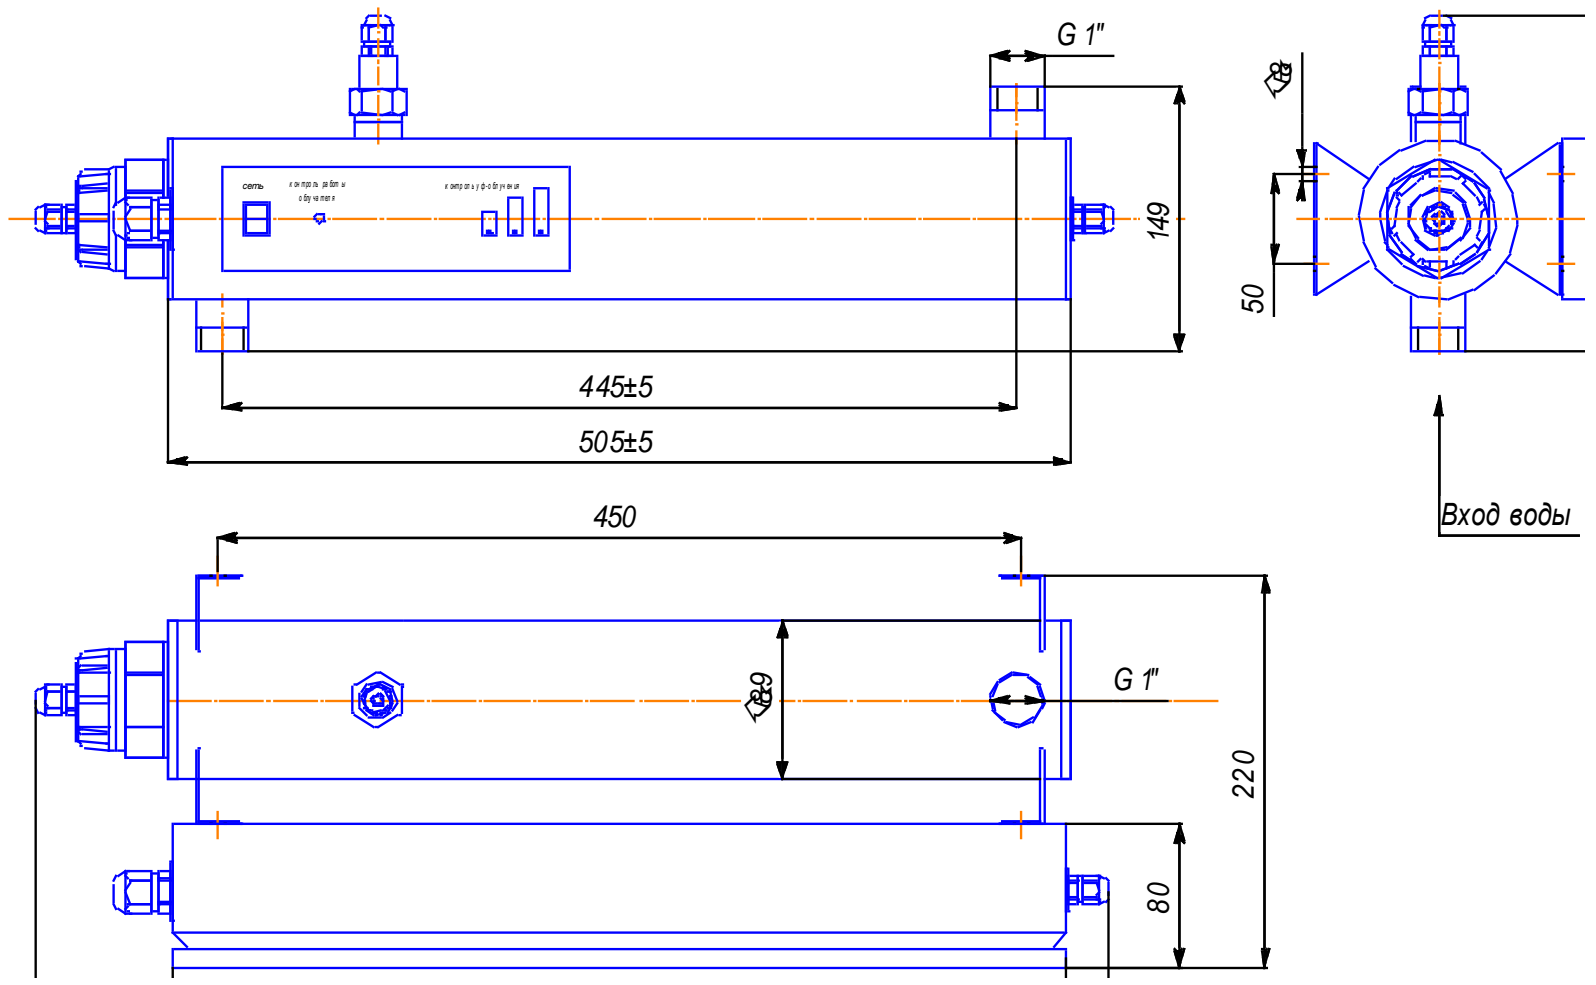 G 1"
сеть
контроль работы
облучателя
контроль уф-облучения
149
50
445±5
505±5
Вход воды
450
89
G 1"
220
80